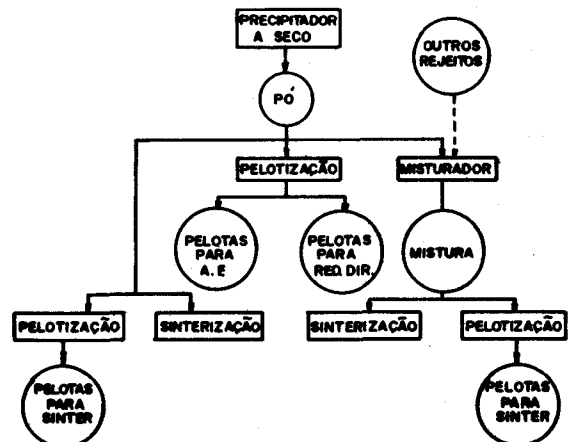 PRECIPITADOR
A SECO
OUTROS
REJEITOS
PÓ
PELOTIZAÇÃO
MISTURADOR
PELOTAS
PARA
A. E
PELOTAS
PARA
RED. DIR.
MISTURA
PELOTIZAÇÃO
SINTERIZAÇÃO
SINTERIZAÇÃO
PELOTIZAÇÃO
PELOTAS
PARA
SINTER
PELOTAS
PARA
SINTER